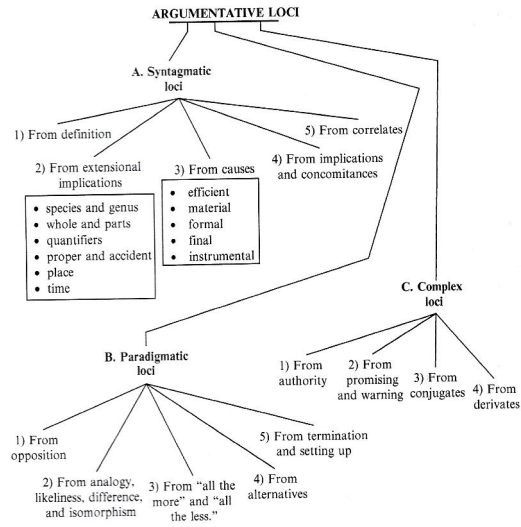 ARGUMENTATIVE LOCI
A. Syntagmatic
loci
1) From definition
2) From extensional
implications
• species and genus
• whole and parts
• quantifiers
• proper and accident
• place
• time
3) From causes
• efficient
• material
• formal
• final
• instrumental
4) From implications
and concomitances
5) From correlates
B. Paradigmatic
loci
1) From
opposition
2) From analogy,
likeliness, difference,
and isomorphism
3) From “all the
more” and “all
the less.”
4) From
alternatives
5) From termination
and setting up
C. Complex
loci
1) From
authority
2) From
promising
and warning
3) From
conjugates
4) From
derivates